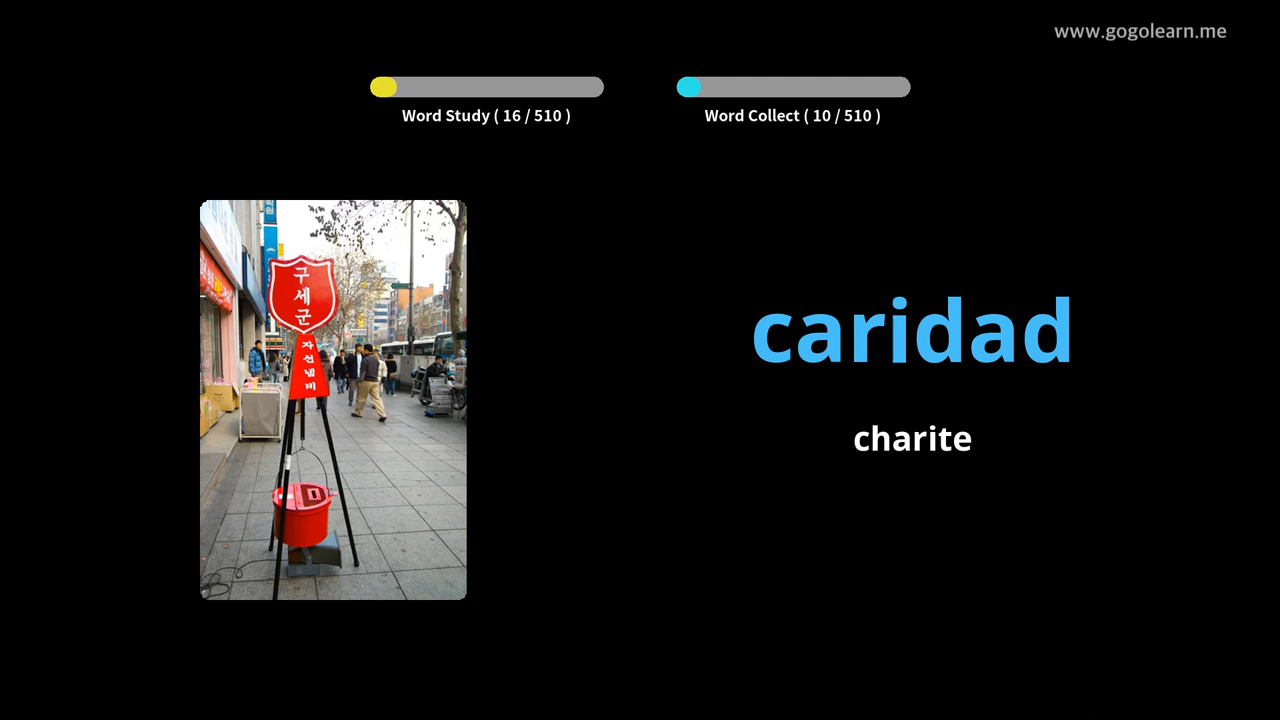 www.gogolearn.me
Word Study ( 16 / 510 )
Word Collect ( 10 / 510 )
구
세
군
자
선
냄
비
caridad
charite